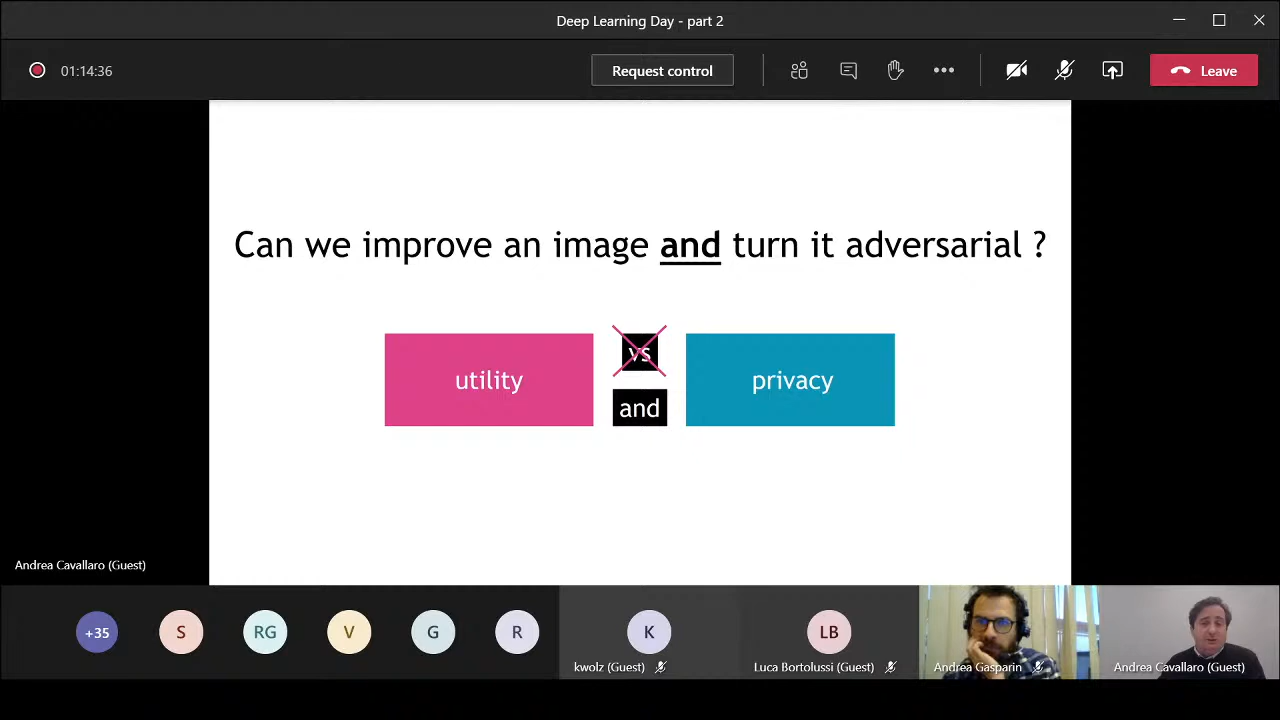 Deep Learning Day - part 2
01:14:36
Request control
Leave
Can we improve an image and turn it adversarial ?
utility
vs
and
privacy
Andrea Cavallaro (Guest)
+35
S
RG
V
G
R
K
LB
kwolz (Guest)
Luca Bortolussi (Guest)
Andrea Gasparin
Andrea Cavallaro (Guest)